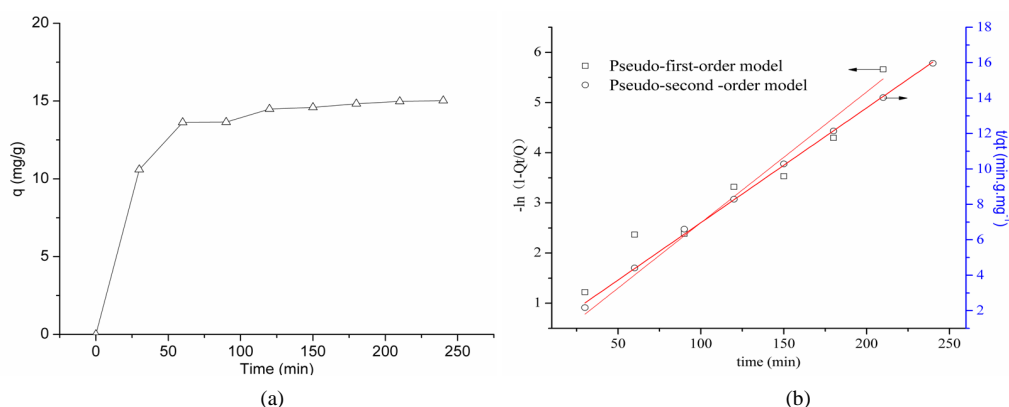 20
15
10
5
0
q (mg/g)
0 50 100 150 200 250
Time (min)
(a)
6
5
4
3
2
1
-ln（1-Qt/Q）
□ Pseudo-first-order model
○ Pseudo-second -order model
18
16
14
12
10
8
6
4
2
t/qt (min.g.mg⁻¹)
50 100 150 200 250
time (min)
(b)